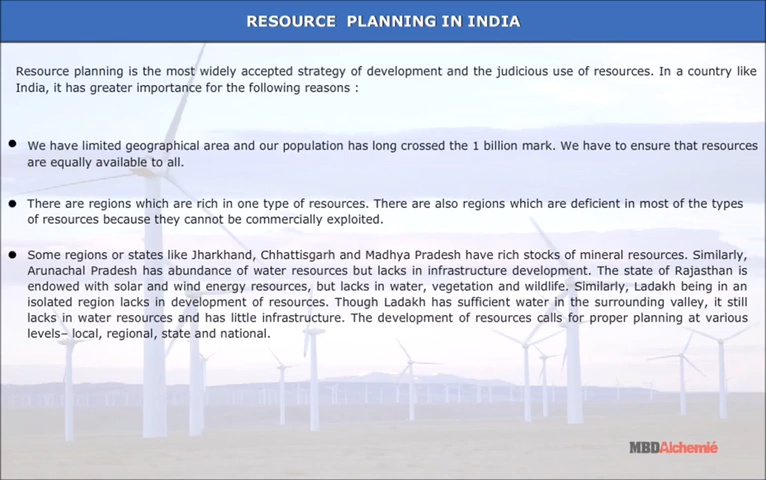 RESOURCE PLANNING IN INDIA
Resource planning is the most widely accepted strategy of development and the judicious use of resources. In a country like
India, it has greater importance for the following reasons :
● We have limited geographical area and our population has long crossed the 1 billion mark. We have to ensure that resources
are equally available to all.
● There are regions which are rich in one type of resources. There are also regions which are deficient in most of the types
of resources because they cannot be commercially exploited.
● Some regions or states like Jharkhand, Chhattisgarh and Madhya Pradesh have rich stocks of mineral resources. Similarly,
Arunachal Pradesh has abundance of water resources but lacks in infrastructure development. The state of Rajasthan is
endowed with solar and wind energy resources, but lacks in water, vegetation and wildlife. Similarly, Ladakh being in an
isolated region lacks in development of resources. Though Ladakh has sufficient water in the surrounding valley, it still
lacks in water resources and has little infrastructure. The development of resources calls for proper planning at various
levels– local, regional, state and national.
MBDAlchemié